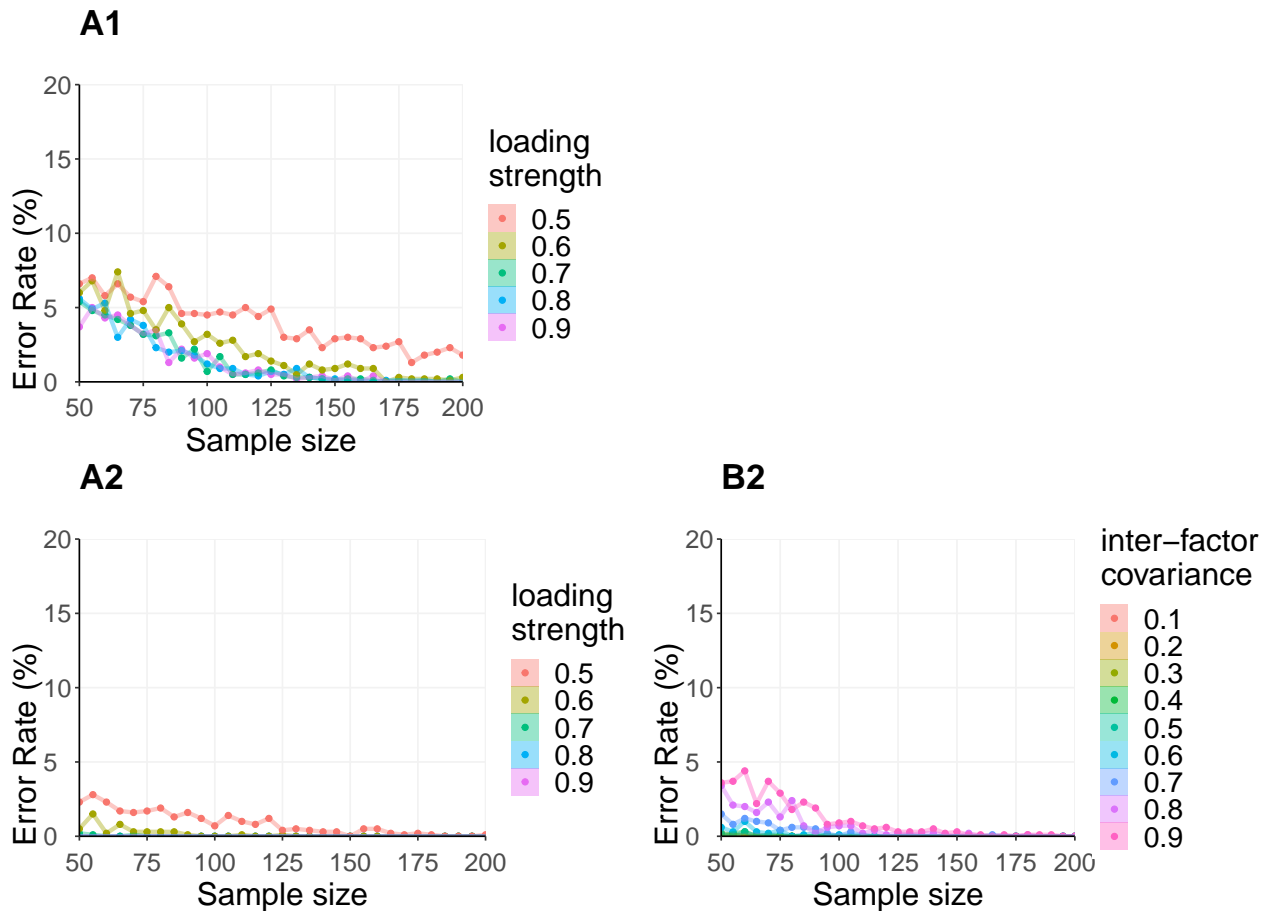 A1
20
15
10
5
0
Error Rate (%)
50 75 100 125 150 175 200
Sample size
loading
strength
0.5
0.6
0.7
0.8
0.9
A2
20
15
10
5
0
Error Rate (%)
50 75 100 125 150 175 200
Sample size
loading
strength
0.5
0.6
0.7
0.8
0.9
B2
20
15
10
5
0
Error Rate (%)
50 75 100 125 150 175 200
Sample size
inter−factor
covariance
0.1
0.2
0.3
0.4
0.5
0.6
0.7
0.8
0.9